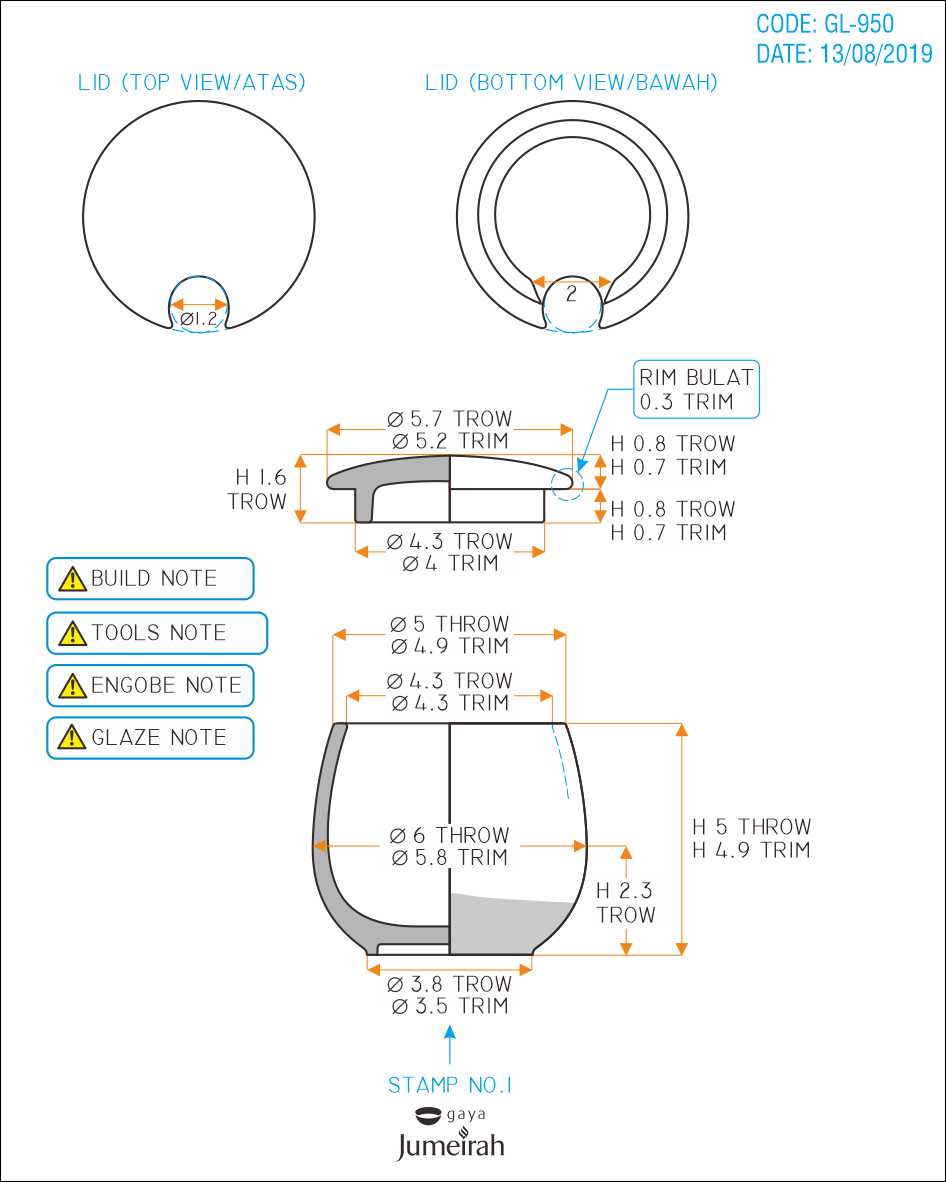 CODE: GL-950
DATE: 13/08/2019
LID (TOP VIEW/ATAS)
LID (BOTTOM VIEW/BAWAH)
Ø1.2
2
RIM BULAT
0.3 TRIM
Ø 5.7 TROW
Ø 5.2 TRIM
H 0.8 TROW
H 0.7 TRIM
H 1.6
TROW
H 0.8 TROW
H 0.7 TRIM
Ø 4.3 TROW
Ø 4 TRIM
BUILD NOTE
TOOLS NOTE
ENGOBE NOTE
GLAZE NOTE
Ø 5 THROW
Ø 4.9 TRIM
Ø 4.3 TROW
Ø 4.3 TRIM
Ø 6 THROW
Ø 5.8 TRIM
H 5 THROW
H 4.9 TRIM
H 2.3
TROW
Ø 3.8 TROW
Ø 3.5 TRIM
STAMP NO.1
gaya
Jumeirah